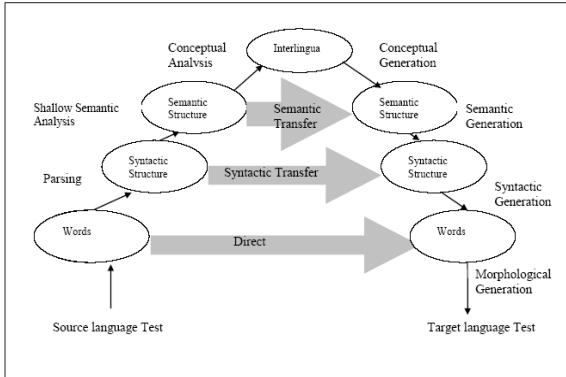 Conceptual
Analysis
Interlingua
Conceptual
Generation
Shallow Semantic
Analysis
Semantic
Structure
Semantic
Transfer
Semantic
Structure
Semantic
Generation
Parsing
Syntactic
Structure
Syntactic Transfer
Syntactic
Structure
Syntactic
Generation
Words
Direct
Words
Morphological
Generation
Source language Test
Target language Test